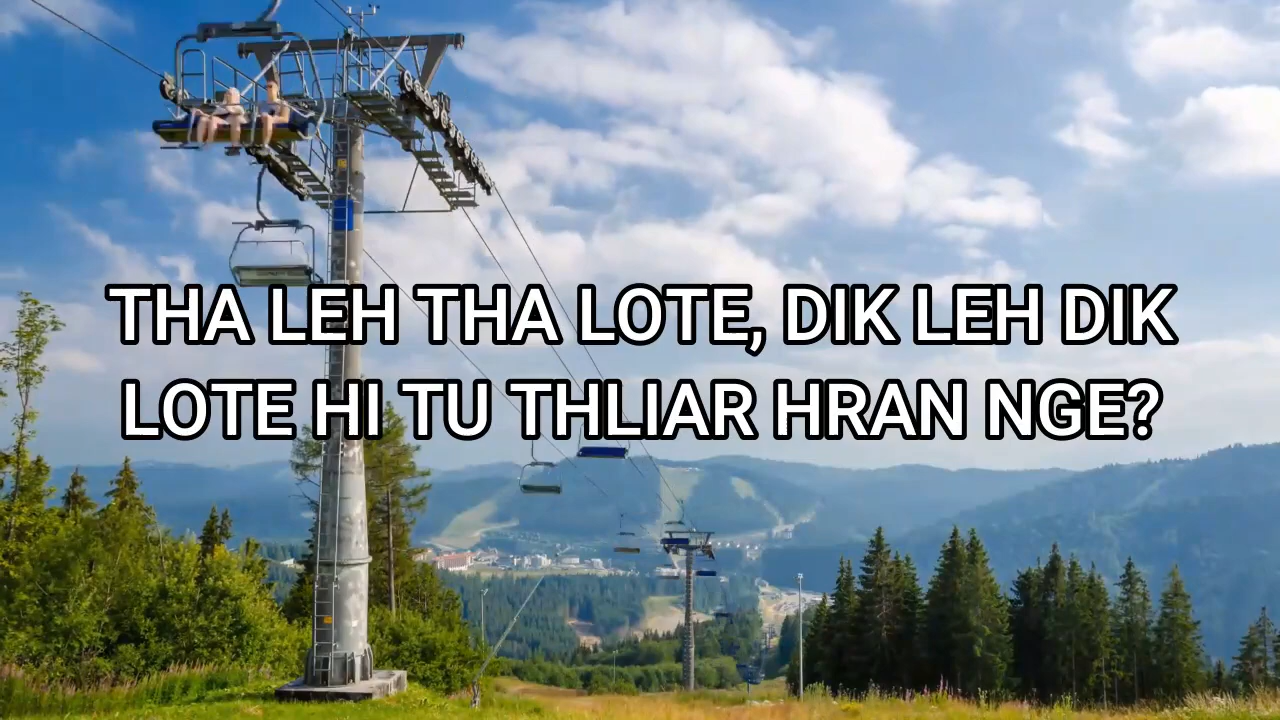 THA LEH THA LOTE, DIK LEH DIK
LOTE HI TU THLIAR HRAN NGE?